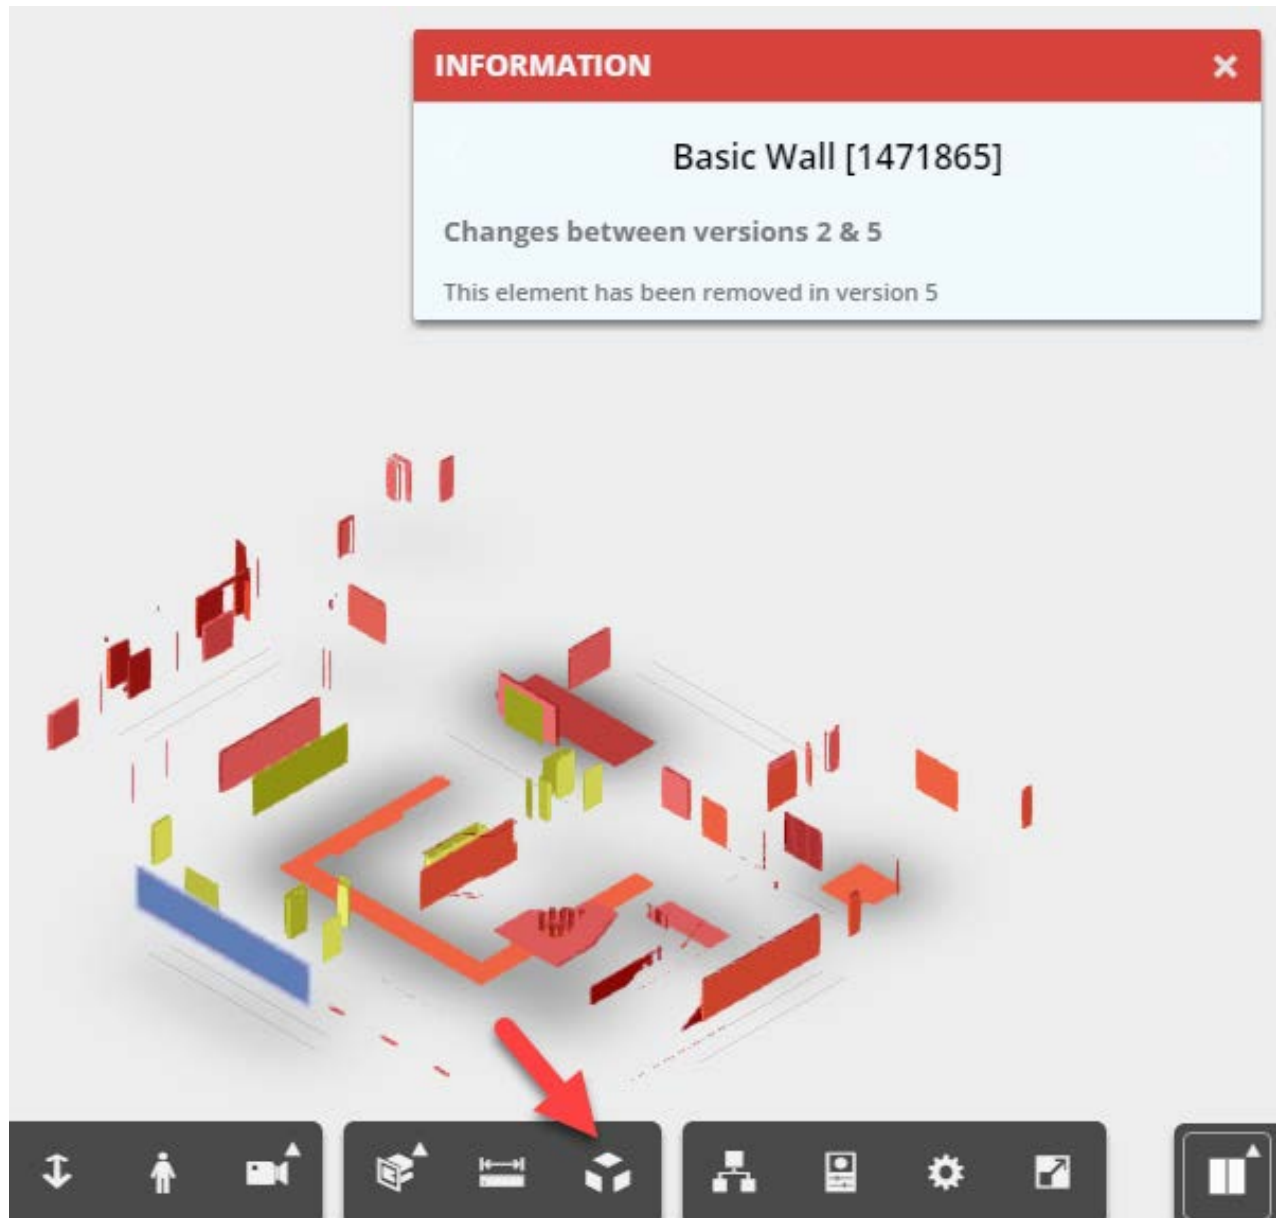 INFORMATION
Basic Wall [1471865]
Changes between versions 2 & 5
This element has been removed in version 5